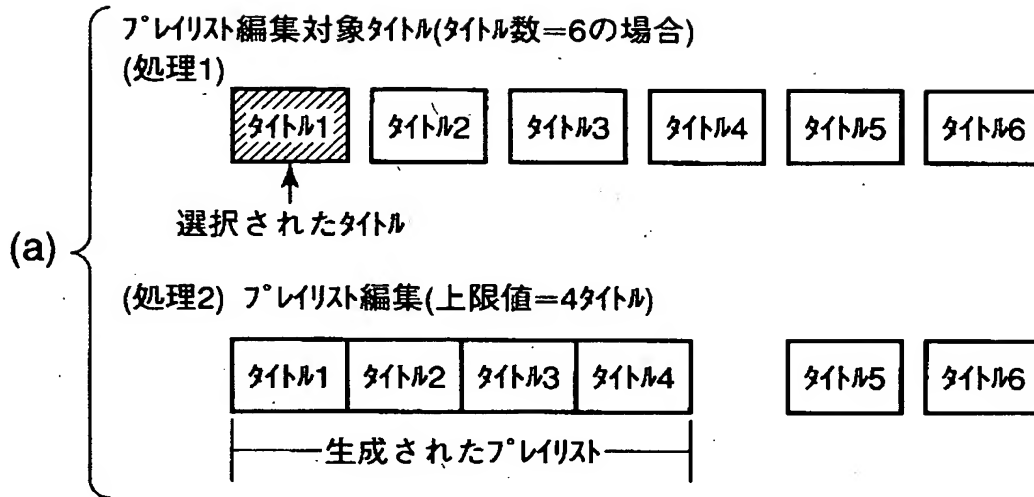 ﾌﾟﾚｲﾘｽﾄ編集対象ﾀｲﾄﾙ(ﾀｲﾄﾙ数=6の場合)
(処理1)
ﾀｲﾄﾙ1 ﾀｲﾄﾙ2 ﾀｲﾄﾙ3 ﾀｲﾄﾙ4 ﾀｲﾄﾙ5 ﾀｲﾄﾙ6
選択されたﾀｲﾄﾙ
(a)
(処理2) ﾌﾟﾚｲﾘｽﾄ編集(上限値=4ﾀｲﾄﾙ)
ﾀｲﾄﾙ1 ﾀｲﾄﾙ2 ﾀｲﾄﾙ3 ﾀｲﾄﾙ4 ﾀｲﾄﾙ5 ﾀｲﾄﾙ6
生成されたﾌﾟﾚｲﾘｽﾄ